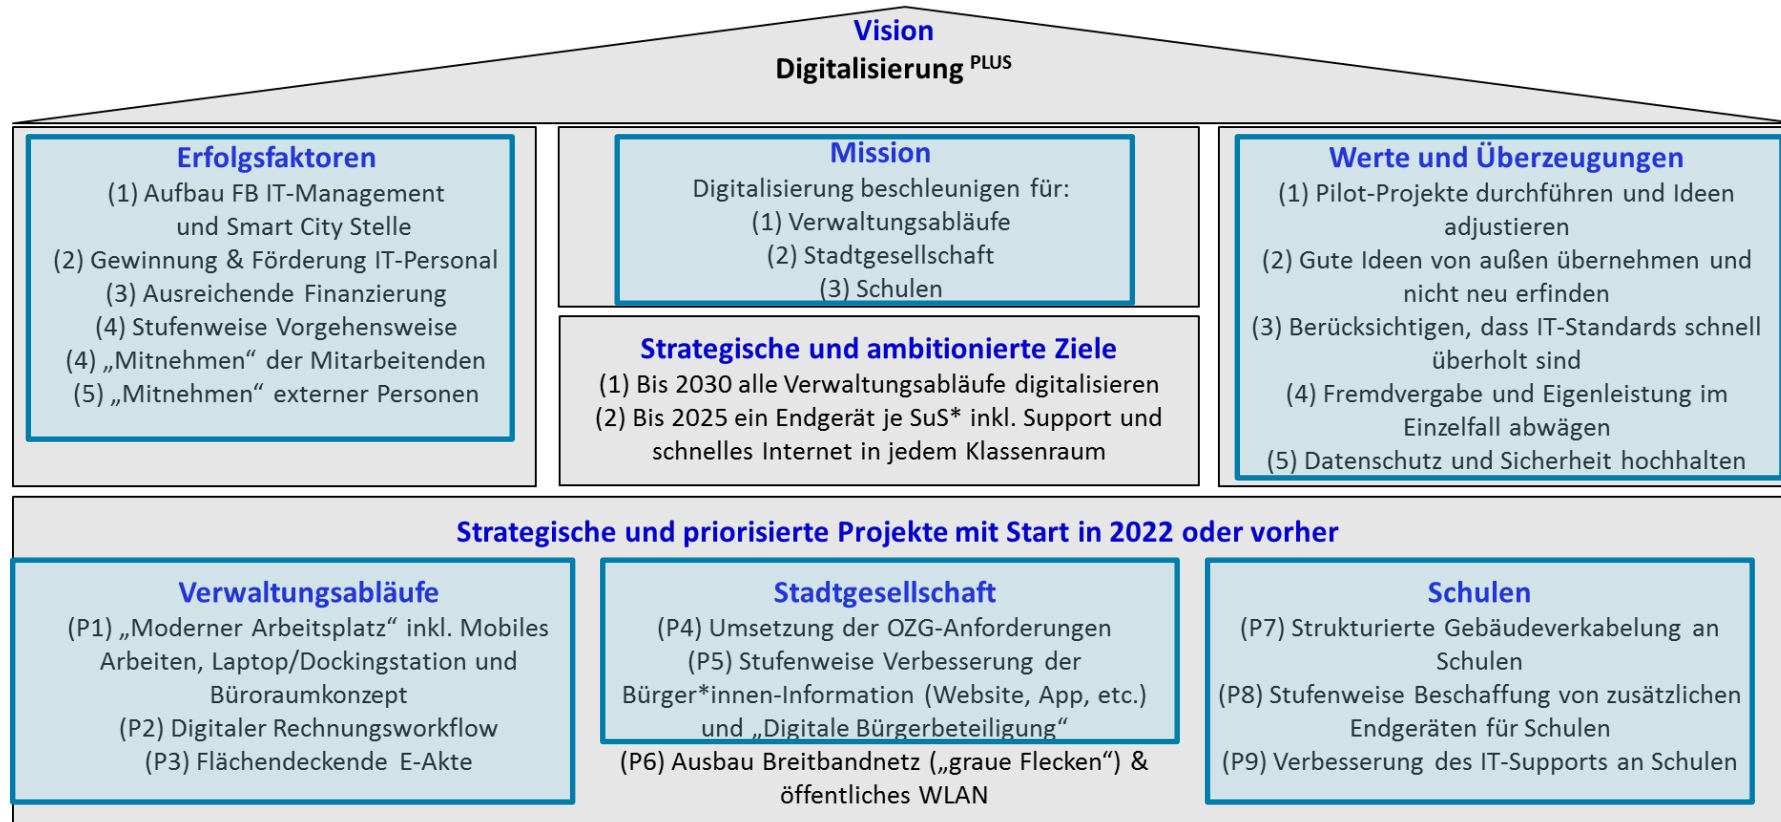 Vision
Digitalisierung PLUS
Erfolgsfaktoren
(1) Aufbau FB IT-Management
und Smart City Stelle
(2) Gewinnung & Förderung IT-Personal
(3) Ausreichende Finanzierung
(4) Stufenweise Vorgehensweise
(4) „Mitnehmen“ der Mitarbeitenden
(5) „Mitnehmen“ externer Personen
Mission
Digitalisierung beschleunigen für:
(1) Verwaltungsabläufe
(2) Stadtgesellschaft
(3) Schulen
Strategische und ambitionierte Ziele
(1) Bis 2030 alle Verwaltungsabläufe digitalisieren
(2) Bis 2025 ein Endgerät je SuS* inkl. Support und
schnelles Internet in jedem Klassenraum
Werte und Überzeugungen
(1) Pilot-Projekte durchführen und Ideen
adjustieren
(2) Gute Ideen von außen übernehmen und
nicht neu erfinden
(3) Berücksichtigen, dass IT-Standards schnell
überholt sind
(4) Fremdvergabe und Eigenleistung im
Einzelfall abwägen
(5) Datenschutz und Sicherheit hochhalten
Strategische und priorisierte Projekte mit Start in 2022 oder vorher
Verwaltungsabläufe
(P1) „Moderner Arbeitsplatz“ inkl. Mobiles
Arbeiten, Laptop/Dockingstation und
Büroraumkonzept
(P2) Digitaler Rechnungsworkflow
(P3) Flächendeckende E-Akte
Stadtgesellschaft
(P4) Umsetzung der OZG-Anforderungen
(P5) Stufenweise Verbesserung der
Bürger*innen-Information (Website, App, etc.)
und „Digitale Bürgerbeteiligung“
(P6) Ausbau Breitbandnetz („graue Flecken“) &
öffentliches WLAN
Schulen
(P7) Strukturierte Gebäudeverkabelung an
Schulen
(P8) Stufenweise Beschaffung von zusätzlichen
Endgeräten für Schulen
(P9) Verbesserung des IT-Supports an Schulen